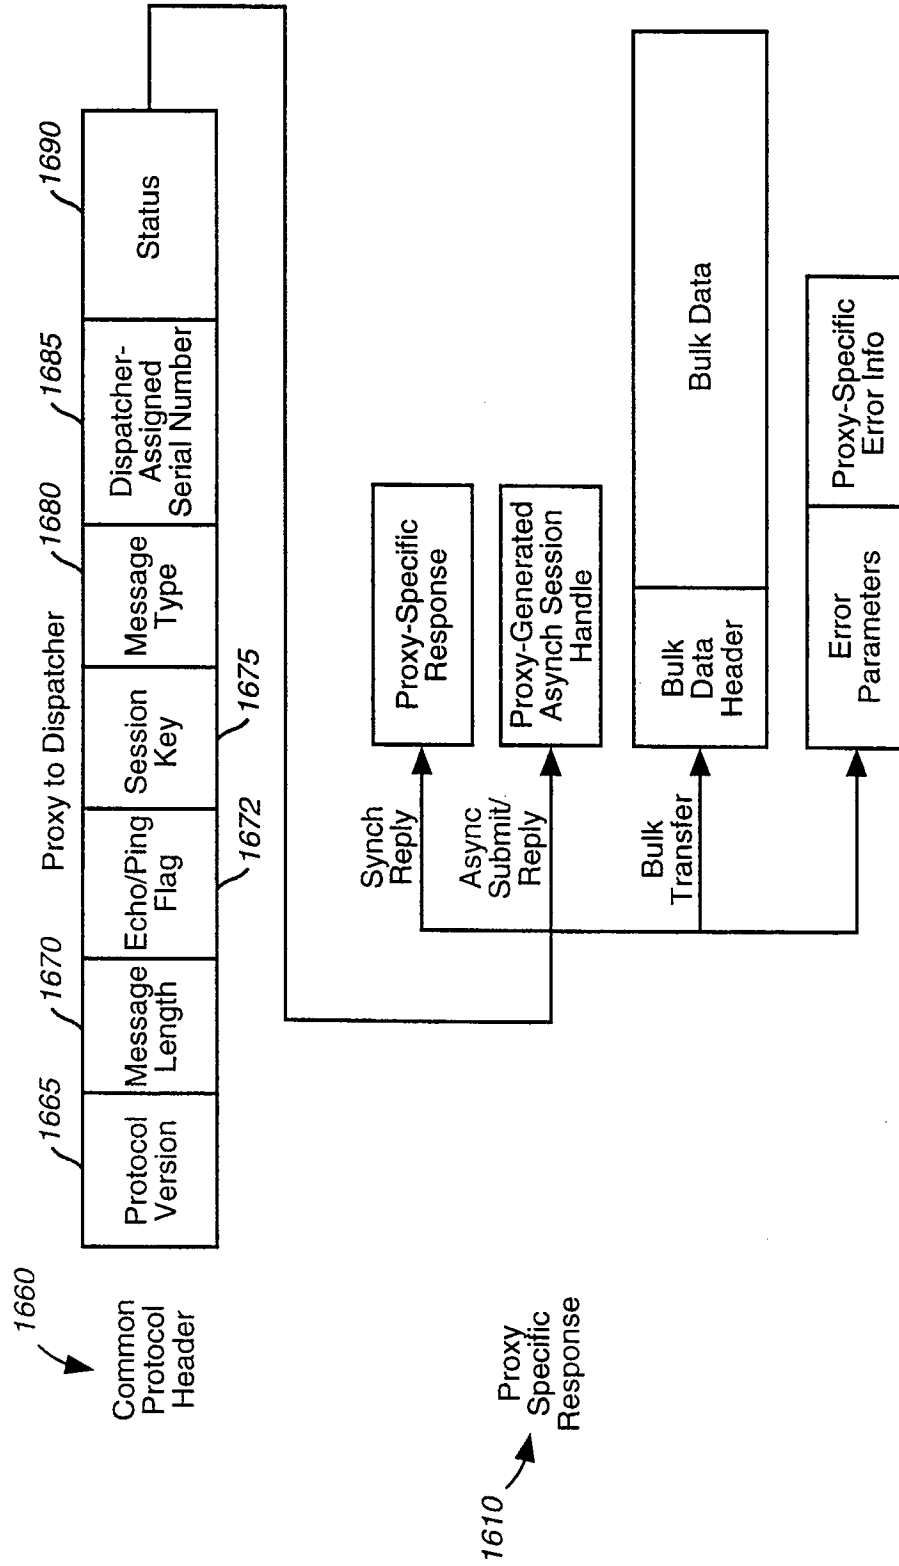 Proxy to Dispatcher
1660
Common
Protocol
Header
1665
Protocol
Version
1670
Message
Length
Echo/Ping
Flag
1672
Session
Key
1675
1680
Message
Type
1685
Dispatcher-
Assigned
Serial Number
1690
Status
1610
Proxy
Specific
Response
Synch
Reply
Proxy-Specific
Response
Async
Submit/
Reply
Proxy-Generated
Asynch Session
Handle
Bulk
Transfer
Bulk
Data
Header
Bulk Data
Error
Parameters
Proxy-Specific
Error Info